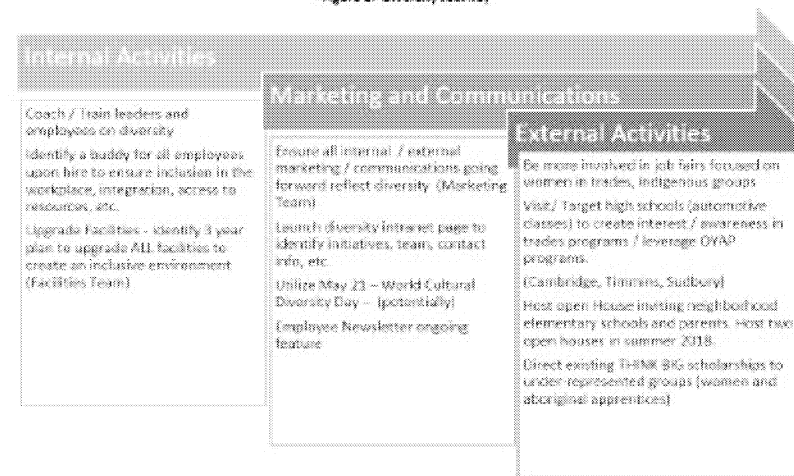 Internal Activities
Coach / Train leaders and
employees on diversity
Identify a buddy for all employees
upon hire to ensure inclusion in the
workplace, integration, access to
resources, etc.
Upgrade Facilities - identify 3 year
plan to upgrade ALL facilities to
create an inclusive environment
(Facilities Team)
Marketing and Communications
Ensure all internal / external
marketing / communications going
forward reflect diversity (Marketing
Team)
Launch diversity intranet page to
identify initiatives, team, contact
info, etc.
Utilize May 21 – World Cultural
Diversity Day – (potentially)
Employee Newsletter ongoing
feature
External Activities
Be more involved in job fairs focused on
women in trades, indigenous groups
Visit/ Target high schools (automotive
classes) to create interest / awareness in
trades programs / leverage OYAP
programs.
(Cambridge, Timmins, Sudbury)
Host open House inviting neighborhood
elementary schools and parents. Host two
open houses in summer 2018.
Direct existing THINK BIG scholarships to
under-represented groups (women and
aboriginal apprentices)